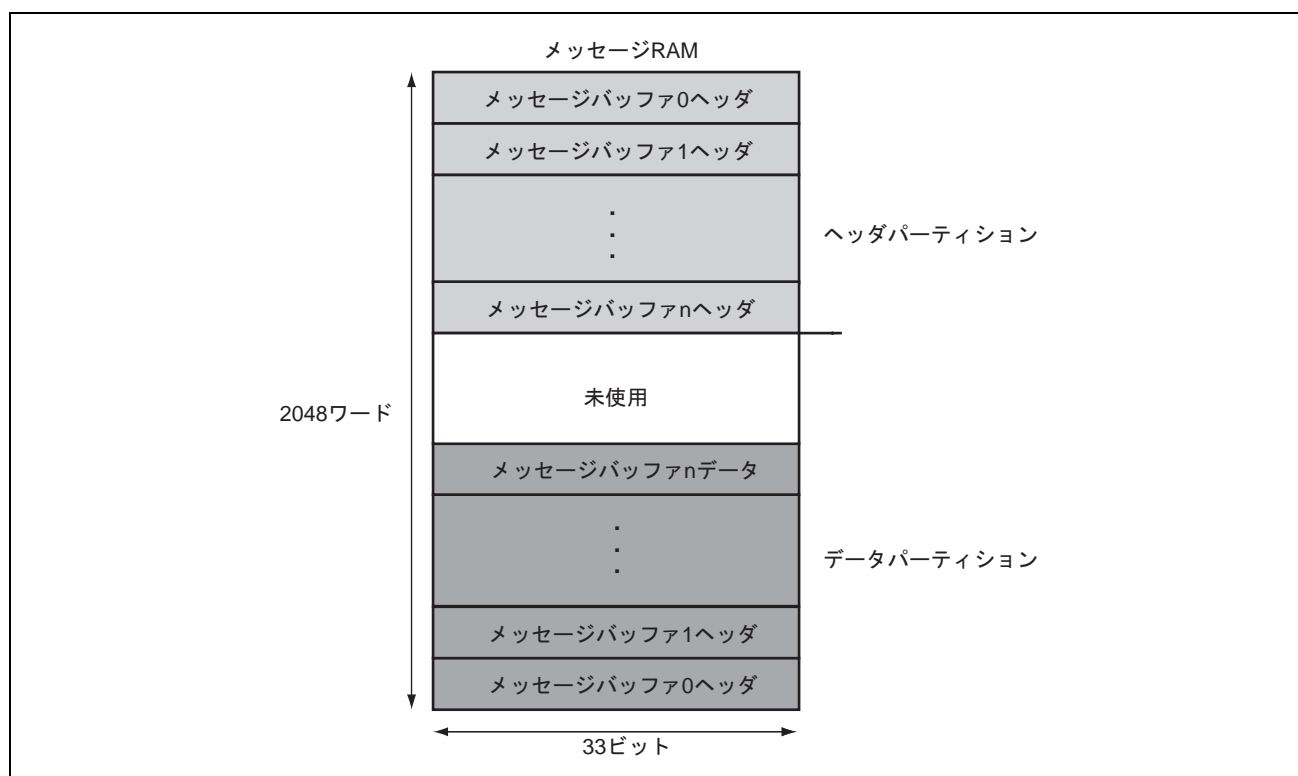 メッセージRAM
メッセージバッファ0ヘッダ
メッセージバッファ1ヘッダ
ヘッダパーティション
メッセージバッファnヘッダ
未使用
2048ワード
メッセージバッファnデータ
データパーティション
メッセージバッファ1ヘッダ
メッセージバッファ0ヘッダ
33ビット